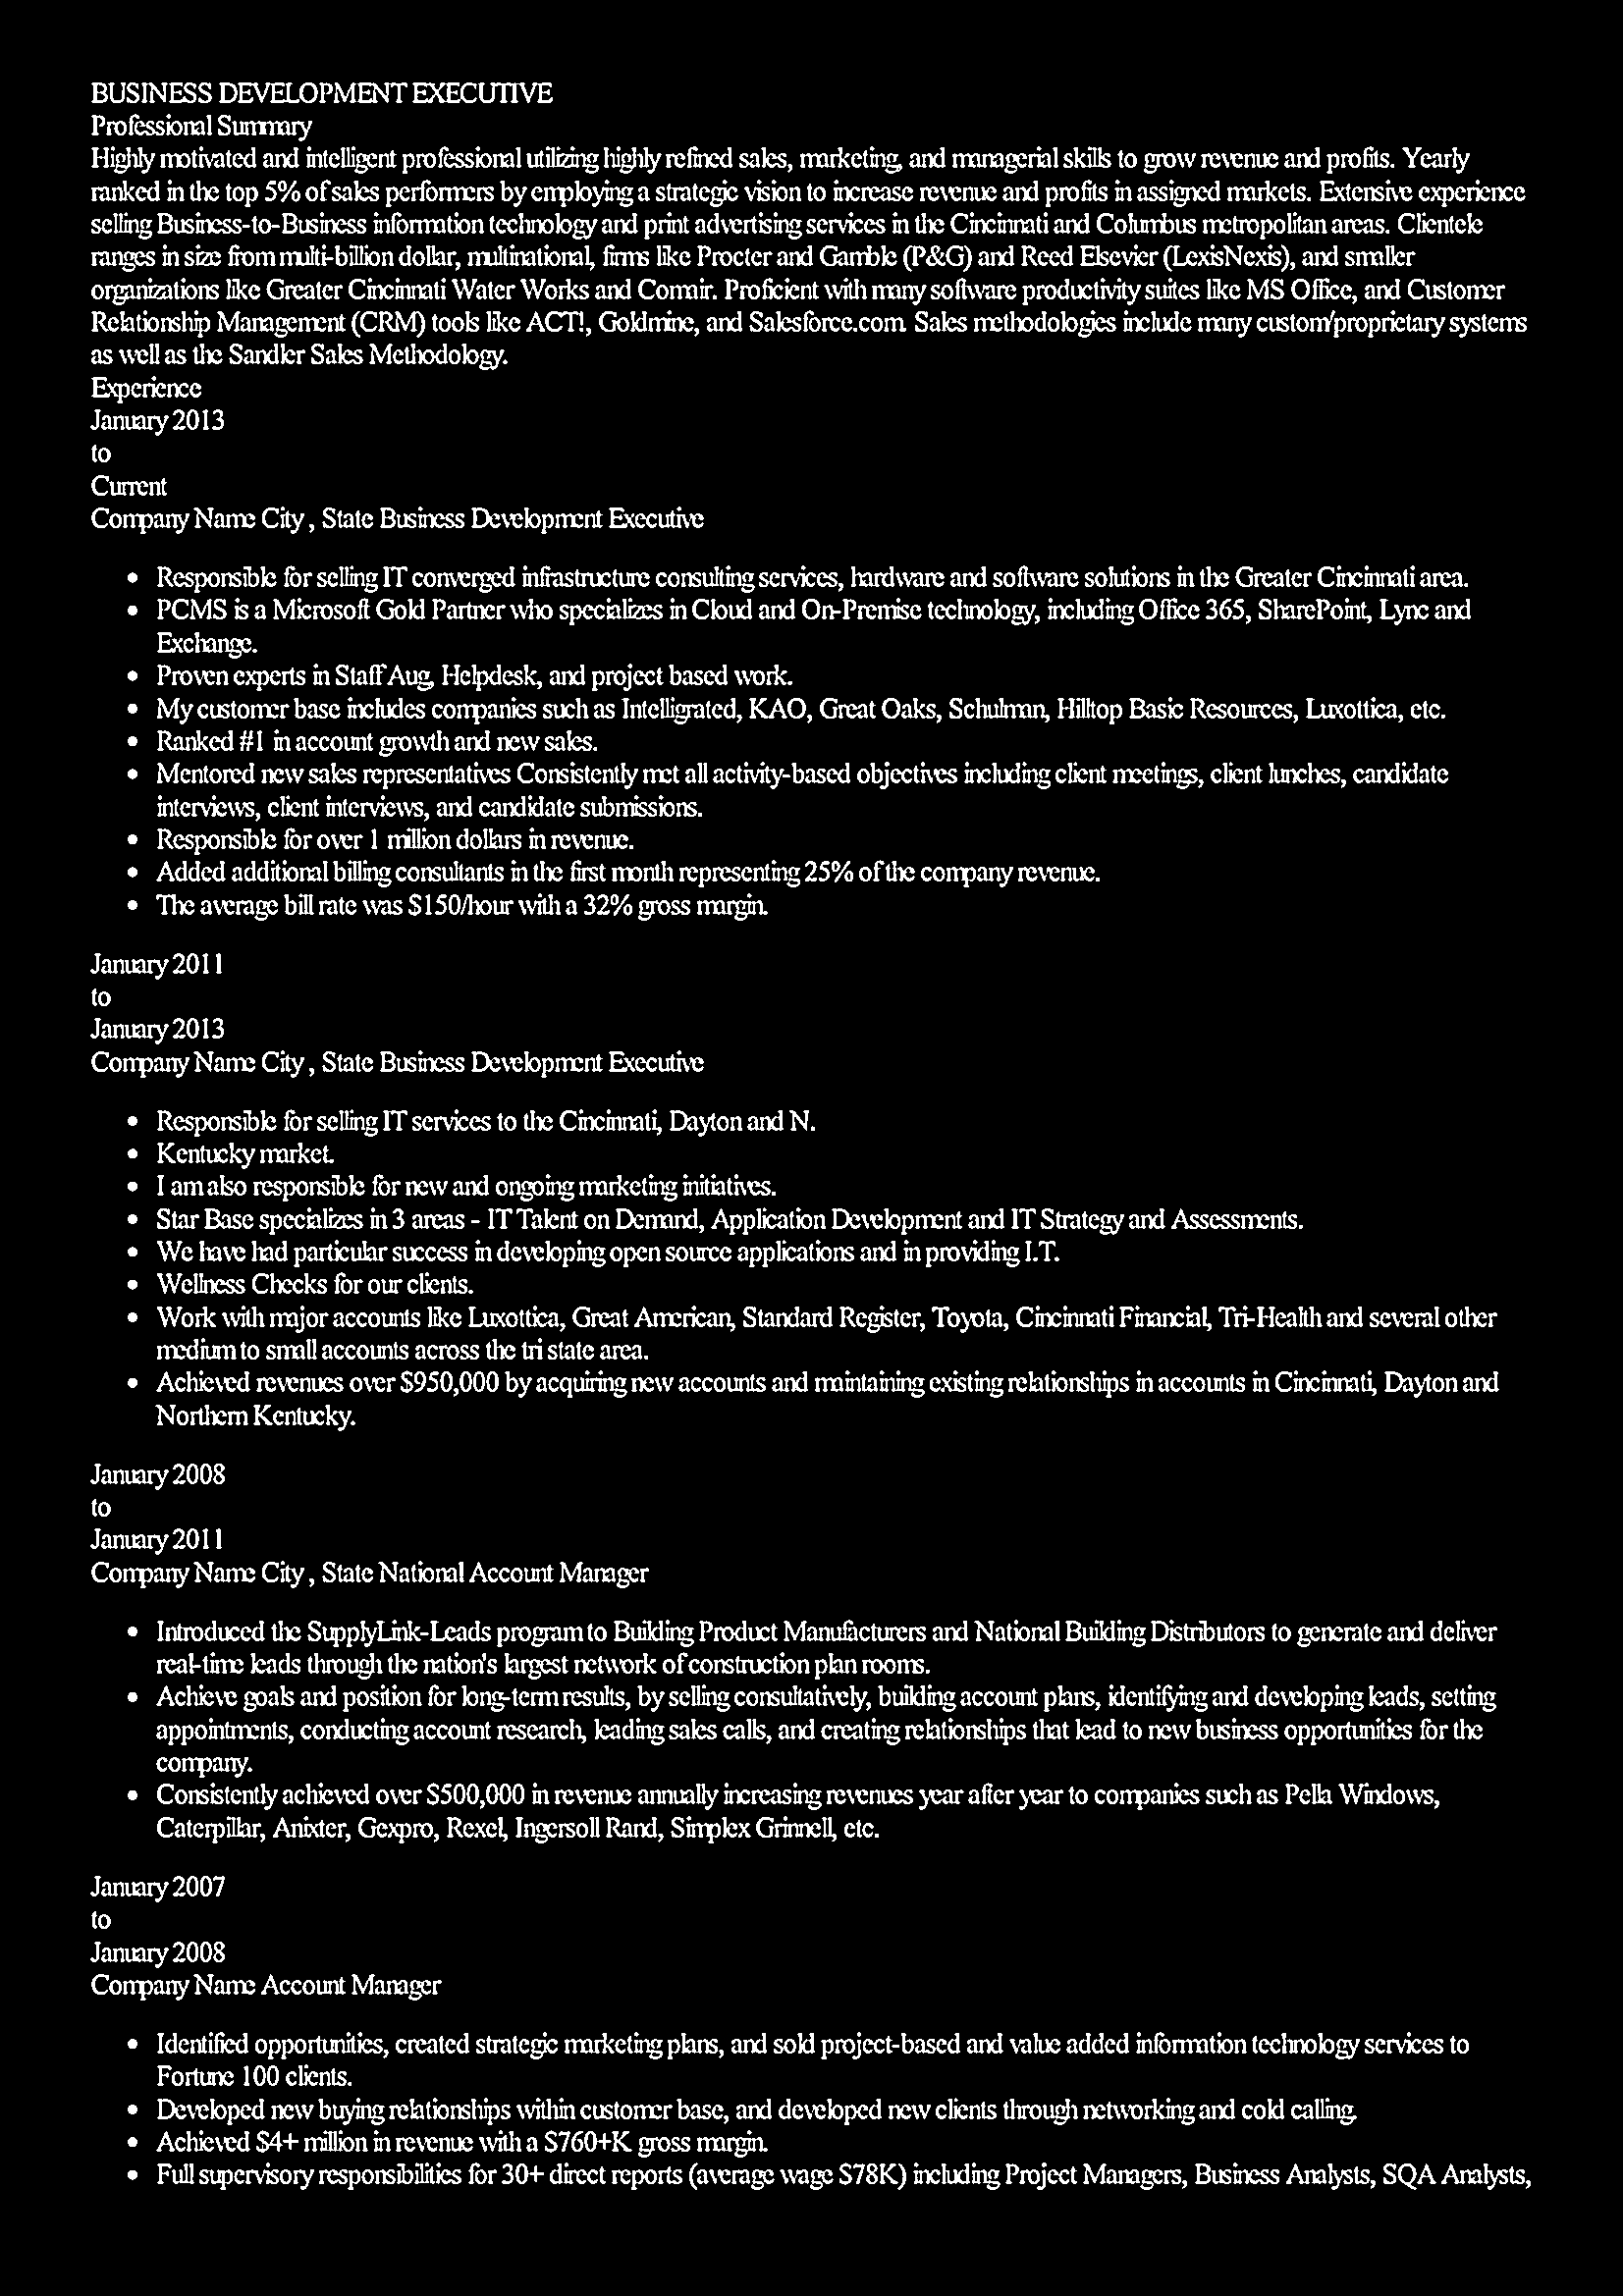 BUSINESS DEVELOPMENT EXECUTIVE
Professional Summary
Highly motivated and intelligent professional utilizing highly refined sales, marketing, and managerial skills to grow revenue and profits. Yearly
ranked in the top 5% of sales performers by employing a strategic vision to increase revenue and profits in assigned markets. Extensive experience
selling Business-to-Business information technology and print advertising services in the Cincinnati and Columbus metropolitan areas. Clientele
ranges in size from multi-billion dollar, multinational, firms like Procter and Gamble (P&G) and Reed Elsevier (LexisNexis), and smaller
organizations like Greater Cincinnati Water Works and Comair. Proficient with many software productivity suites like MS Office, and Customer
Relationship Management (CRM) tools like ACT!, Goldmine, and Salesforce.com. Sales methodologies include many custom/proprietary systems
as well as the Sandler Sales Methodology.
Experience
January 2013
to
Current
Company Name City , State Business Development Executive
• Responsible for selling IT converged infrastructure consulting services, hardware and software solutions in the Greater Cincinnati area.
• PCMS is a Microsoft Gold Partner who specializes in Cloud and On-Premise technology, including Office 365, SharePoint, Lync and
Exchange.
• Proven experts in Staff Aug, Helpdesk, and project based work.
• My customer base includes companies such as Intelligrated, KAO, Great Oaks, Schulman, Hilltop Basic Resources, Luxottica, etc.
• Ranked #1 in account growth and new sales.
• Mentored new sales representatives Consistently met all activity-based objectives including client meetings, client lunches, candidate
interviews, client interviews, and candidate submissions.
• Responsible for over 1 million dollars in revenue.
• Added additional billing consultants in the first month representing 25% of the company revenue.
• The average bill rate was $150/hour with a 32% gross margin.
January 2011
to
January 2013
Company Name City , State Business Development Executive
• Responsible for selling IT services to the Cincinnati, Dayton and N.
• Kentucky market.
• I am also responsible for new and ongoing marketing initiatives.
• Star Base specializes in 3 areas - IT Talent on Demand, Application Development and IT Strategy and Assessments.
• We have had particular success in developing open source applications and in providing I.T.
• Wellness Checks for our clients.
• Work with major accounts like Luxottica, Great American, Standard Register, Toyota, Cincinnati Financial, Tri-Health and several other
medium to small accounts across the tri state area.
• Achieved revenues over $950,000 by acquiring new accounts and maintaining existing relationships in accounts in Cincinnati, Dayton and
Northern Kentucky.
January 2008
to
January 2011
Company Name City , State National Account Manager
• Introduced the SupplyLink-Leads program to Building Product Manufacturers and National Building Distributors to generate and deliver
real-time leads through the nation's largest network of construction plan rooms.
• Achieve goals and position for long-term results, by selling consultatively, building account plans, identifying and developing leads, setting
appointments, conducting account research, leading sales calls, and creating relationships that lead to new business opportunities for the
company.
• Consistently achieved over $500,000 in revenue annually increasing revenues year after year to companies such as Pella Windows,
Caterpillar, Anixter, Gexpro, Rexel, Ingersoll Rand, Simplex Grinnell, etc.
January 2007
to
January 2008
Company Name Account Manager
• Identified opportunities, created strategic marketing plans, and sold project-based and value added information technology services to
Fortune 100 clients.
• Developed new buying relationships within customer base, and developed new clients through networking and cold calling.
• Achieved $4+ million in revenue with a $760+K gross margin.
• Full supervisory responsibilities for 30+ direct reports (average wage $78K) including Project Managers, Business Analysts, SQA Analysts,